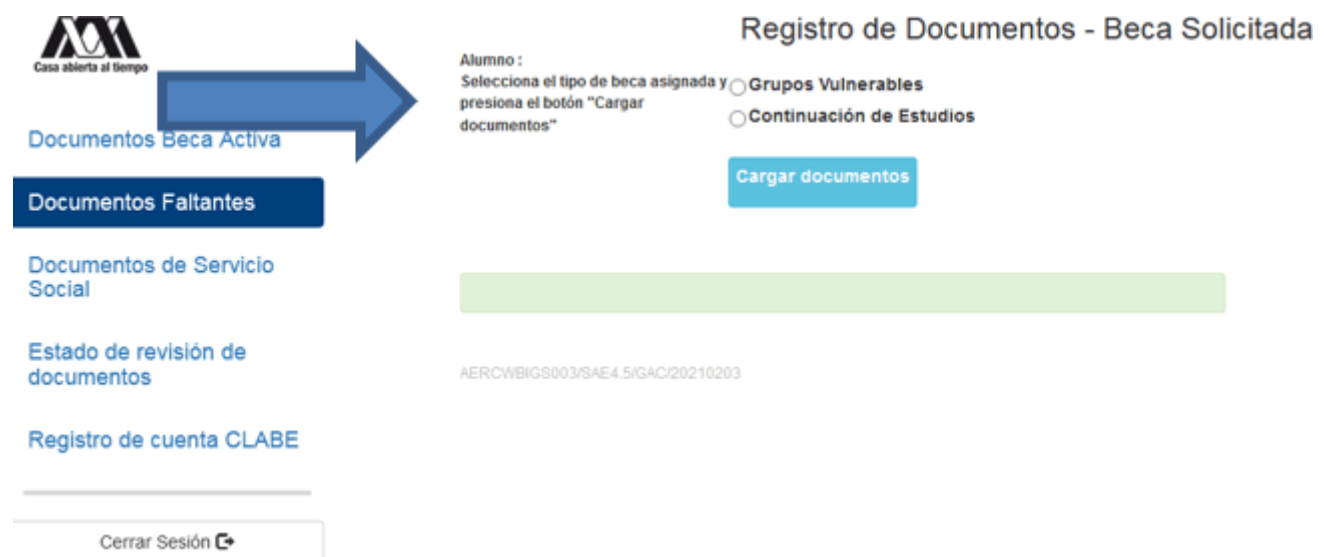 Casa abierta al tiempo
Documentos Beca Activa
Documentos Faltantes
Documentos de Servicio
Social
Estado de revisión de
documentos
Registro de cuenta CLABE
Cerrar Sesión
Registro de Documentos - Beca Solicitada
Alumno :
Selecciona el tipo de beca asignada y
presiona el botón "Cargar
documentos"
Grupos Vulnerables
Continuación de Estudios
Cargar documentos
AERCWBIGS003/SAE4.5/GAC/20210203